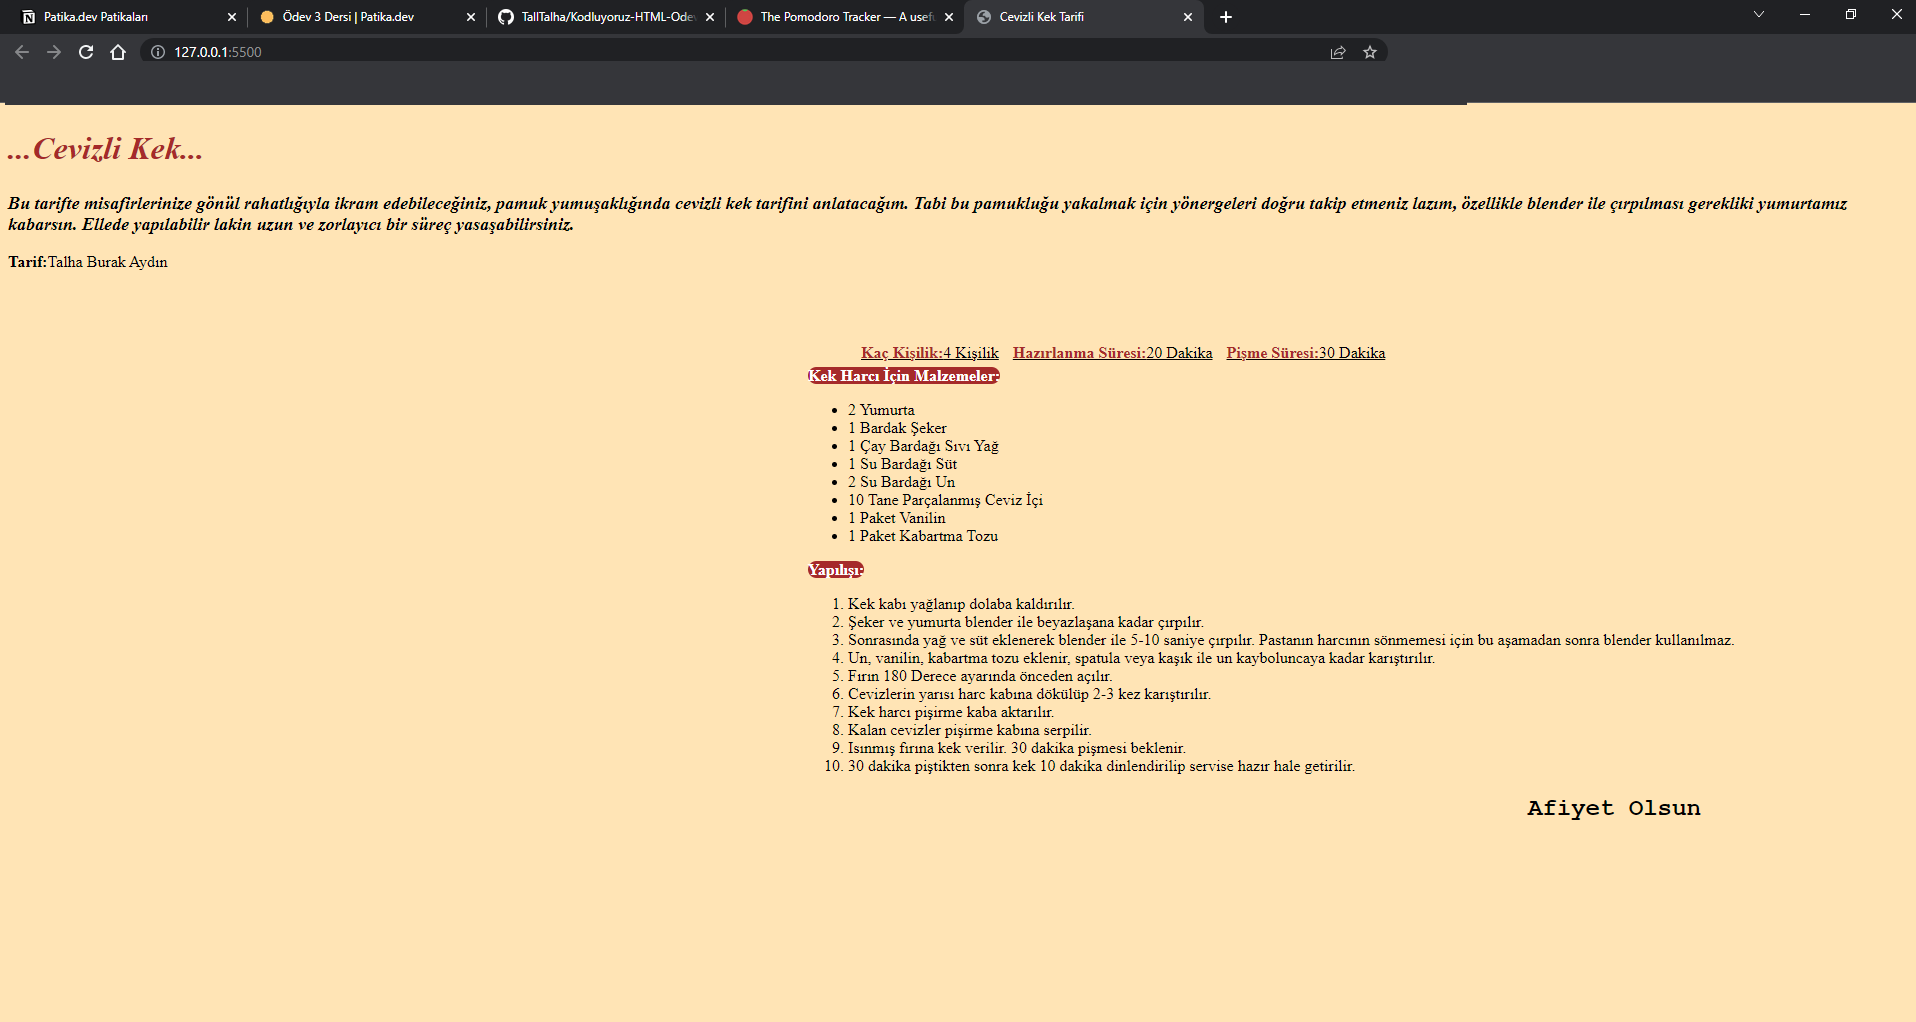 Patika.dev Patikaları
Ödev 3 Dersi | Patika.dev
TallTalha/Kodluyoruz-HTML-Ode
The Pomodoro Tracker — A usefu
Cevizli Kek Tarifi
127.0.0.1:5500
...Cevizli Kek...
Bu tarifte misafirlerinize gönül rahatlığıyla ikram edebileceğiniz, pamuk yumuşaklığında cevizli kek tarifini anlatacağım. Tabi bu pamukluğu yakalmak için yönergeleri doğru takip etmeniz lazım, özellikle blender ile çırpılması gerekliki yumurtamız
kabarsın. Ellede yapılabilir lakin uzun ve zorlayıcı bir süreç yasaşabilirsiniz.
Tarif:Talha Burak Aydın
Kaç Kişilik:4 Kişilik Hazırlanma Süresi:20 Dakika Pişme Süresi:30 Dakika
Kek Harcı İçin Malzemeler:
• 2 Yumurta
• 1 Bardak Şeker
• 1 Çay Bardağı Sıvı Yağ
• 1 Su Bardağı Süt
• 2 Su Bardağı Un
• 10 Tane Parçalanmış Ceviz İçi
• 1 Paket Vanilin
• 1 Paket Kabartma Tozu
Yapılışı:
1. Kek kabı yağlanıp dolaba kaldırılır.
2. Şeker ve yumurta blender ile beyazlaşana kadar çırpılır.
3. Sonrasında yağ ve süt eklenerek blender ile 5-10 saniye çırpılır. Pastanın harcının sönmemesi için bu aşamadan sonra blender kullanılmaz.
4. Un, vanilin, kabartma tozu eklenir, spatula veya kaşık ile un kayboluncaya kadar karıştırılır.
5. Fırın 180 Derece ayarında önceden açılır.
6. Cevizlerin yarısı harc kabına dökülüp 2-3 kez karıştırılır.
7. Kek harcı pişirme kaba aktarılır.
8. Kalan cevizler pişirme kabına serpilir.
9. Isınmış fırına kek verilir. 30 dakika pişmesi beklenir.
10. 30 dakika piştikten sonra kek 10 dakika dinlendirilip servise hazır hale getirilir.
Afiyet Olsun